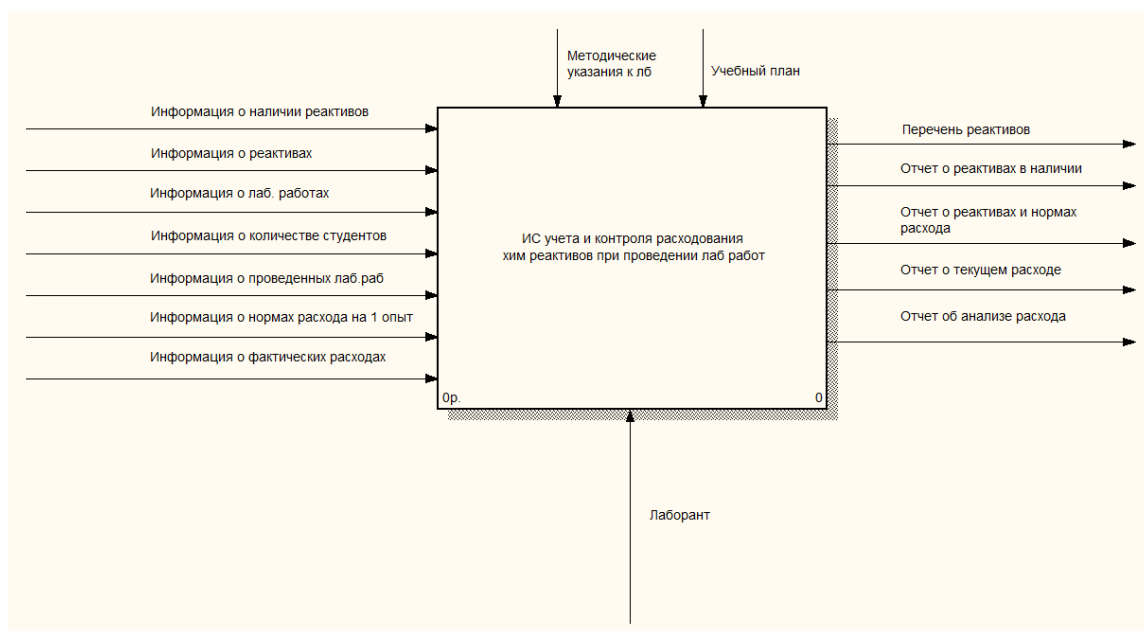 Методические
указания к лб
Учебный план
Информация о наличии реактивов
Информация о реактивах
Информация о лаб. работах
Информация о количестве студентов
Информация о проведенных лаб.раб
Информация о нормах расхода на 1 опыт
Информация о фактических расходах
ИС учета и контроля расходования
хим реактивов при проведении лаб работ
0р.
0
Перечень реактивов
Отчет о реактивах в наличии
Отчет о реактивах и нормах
расхода
Отчет о текущем расходе
Отчет об анализе расхода
Лаборант